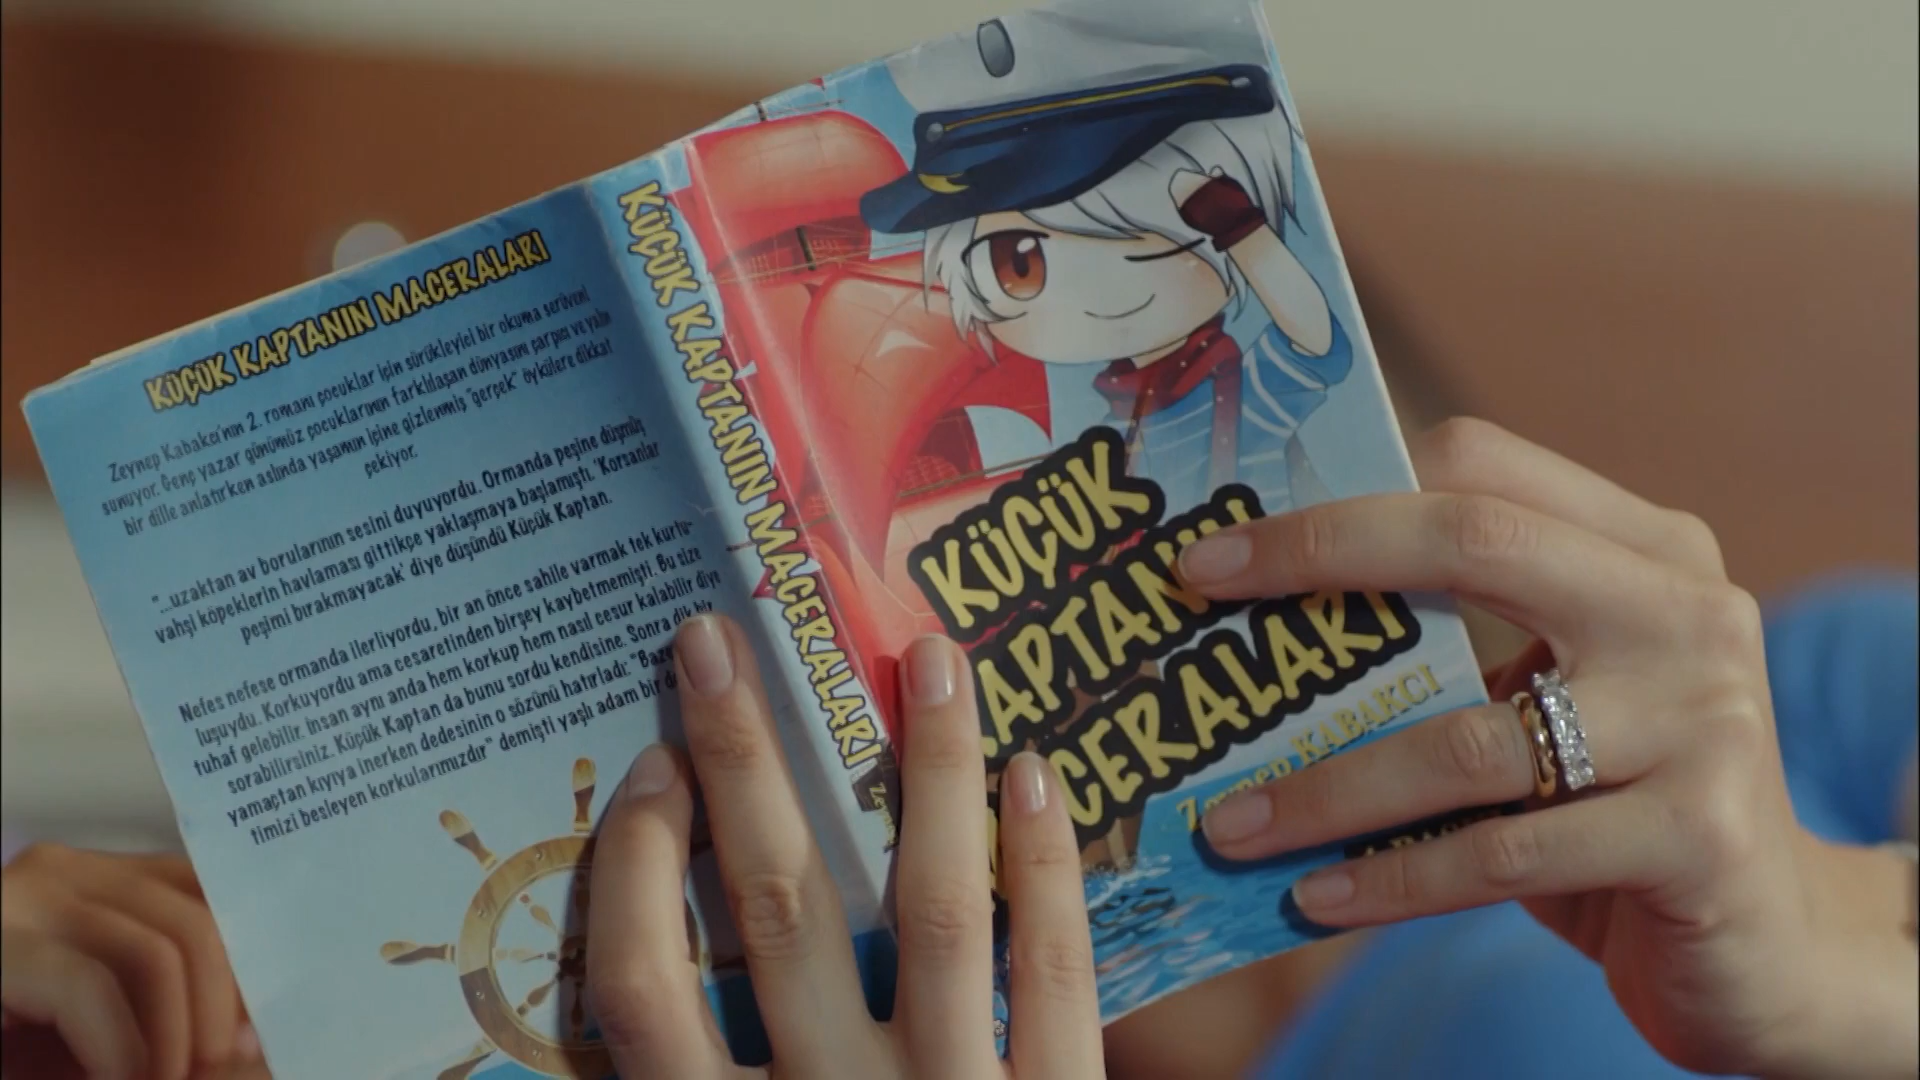 KÜÇÜK KAPTANIN MACERALARI
Zeynep Kabakcı'nın 2. romanı çocuklar için sürükleyici bir okuma serüveni
sunuyor. Genç yazar günümüz çocuklarının farklılaşan dünyasını çarpıcı ve yalın
bir dille anlatırken aslında yaşamın içine gizlenmiş "gerçek" öykülere dikkat
çekiyor.
"...uzaktan av borularının sesini duyuyordu. Ormanda peşine düşmüş
vahşi köpeklerin havlaması gittikçe yaklaşmaya başlamıştı. 'Korsanlar
peşimi bırakmayacak' diye düşündü Küçük Kaptan.
Nefes nefese ormanda ilerliyordu, bir an önce sahile varmak tek kurtu-
luşuydu. Korkuyordu ama cesaretinden birşey kaybetmemişti. Bu size
tuhaf gelebilir. İnsan aynı anda hem korkup hem nasıl cesur kalabilir diye
sorabilirsiniz. Küçük Kaptan da bunu sordu kendisine. Sonra dik bir
yamaçtan kıyıya inerken dedesinin o sözünü hatırladı: "Baze
timizi besleyen korkularımızdır" demişti yaşlı adam bir
KÜÇÜK KAPTANIN MACERALARI
KÜÇÜK
KAPTANIN
MACERALARI
Zeynep KABAKCI